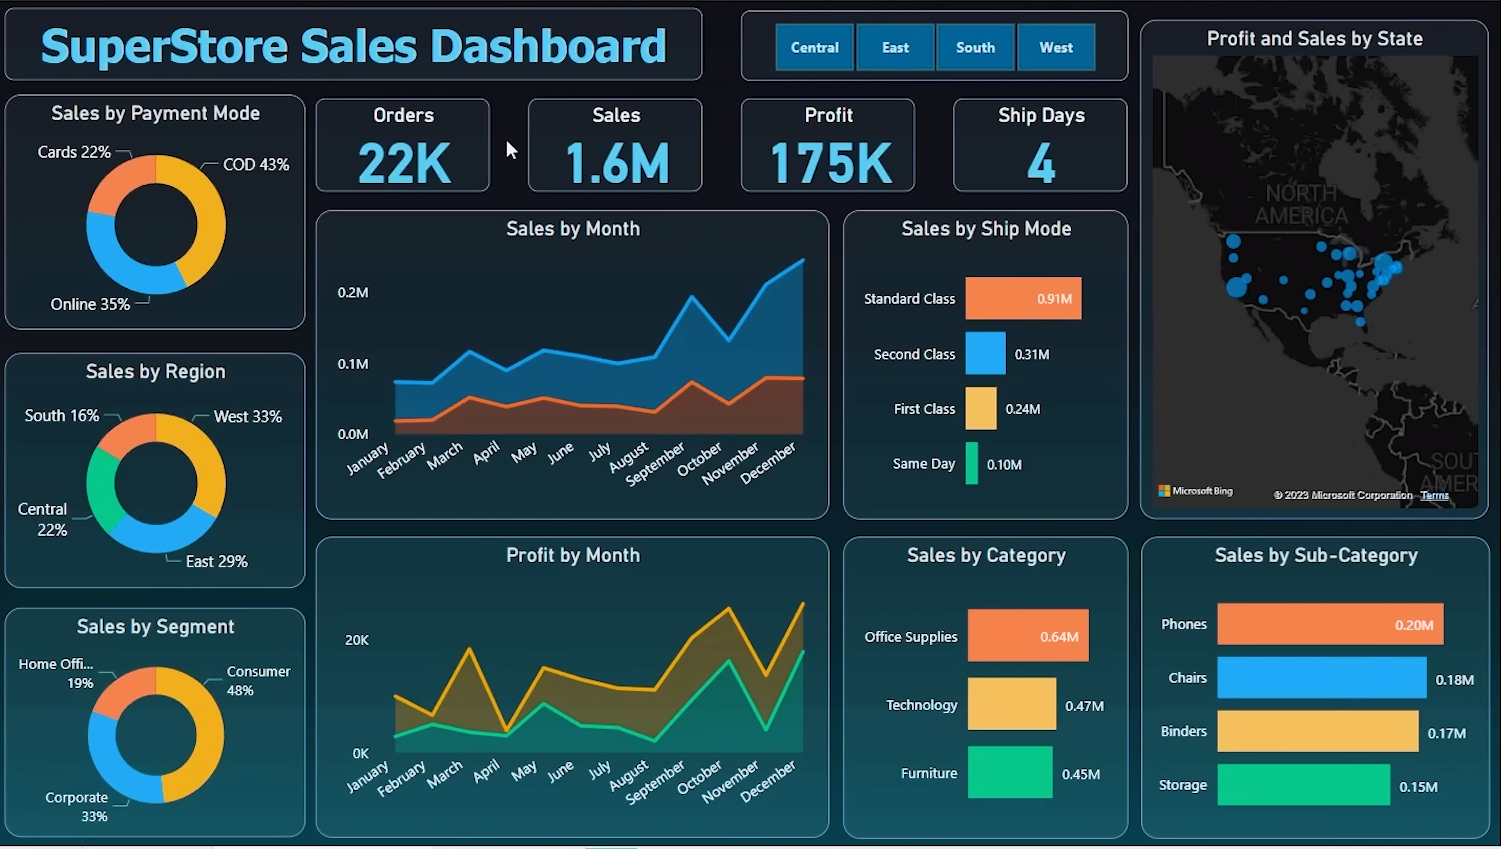 SuperStore Sales Dashboard
Central
East
South
West
Profit and Sales by State
NORTH
AMERICA
Microsoft Bing
© 2023 Microsoft Corporation
Terms
Sales by Payment Mode
Cards 22%
COD 43%
Online 35%
Orders
22K
Sales
1.6M
Profit
175K
Ship Days
4
Sales by Month
0.2M
0.1M
0.0M
January
February
March
April
May
June
July
August
September
October
November
December
Sales by Ship Mode
Standard Class
0.91M
Second Class
0.31M
First Class
0.24M
Same Day
0.10M
Sales by Region
South 16%
West 33%
Central
22%
East 29%
Sales by Segment
Home Offi...
19%
Consumer
48%
Corporate
33%
Profit by Month
20K
0K
January
February
March
April
May
June
July
August
September
October
November
December
Sales by Category
Office Supplies
0.64M
Technology
0.47M
Furniture
0.45M
Sales by Sub-Category
Phones
0.20M
Chairs
0.18M
Binders
0.17M
Storage
0.15M